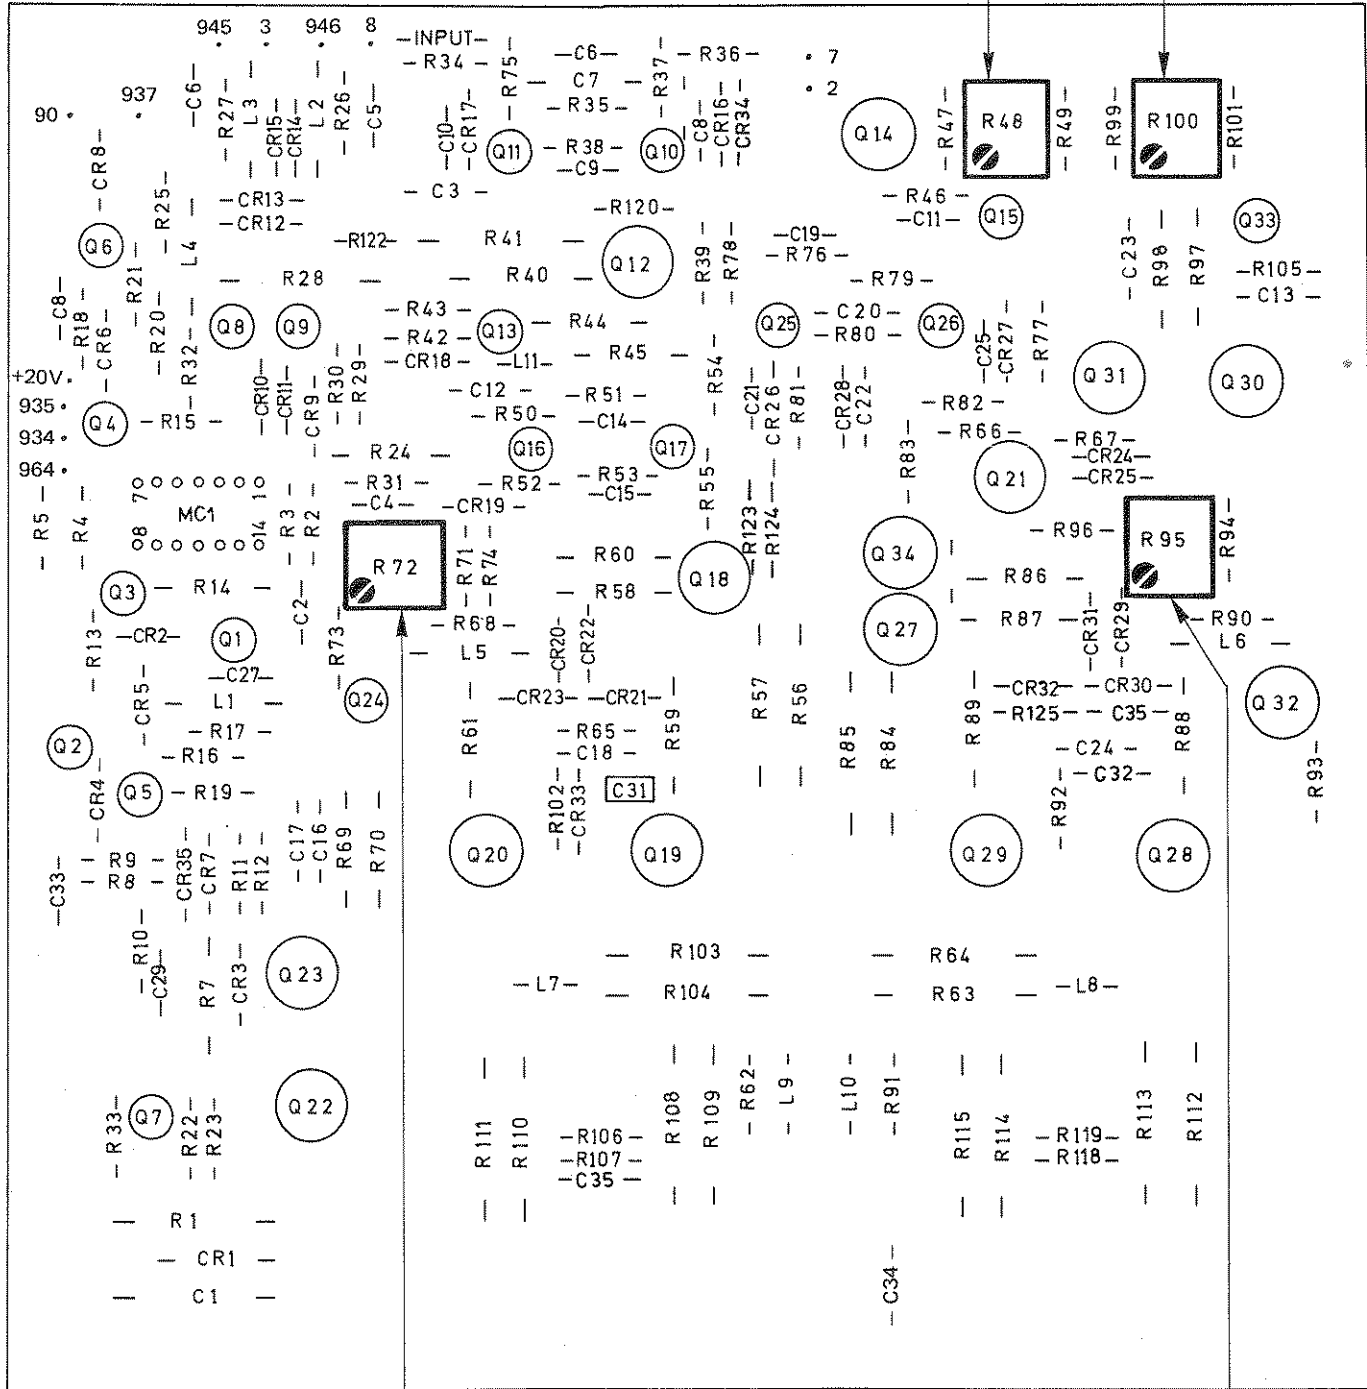 945 3 946 8
-INPUT-
-R34-
R75
-C6-
C7
-R35-
R37
-R36-
. 7
. 2
90 .
937
C6
R27
L3
CR15
CR14
L2
R26
C5
C10
CR17
Q11
-R38-
-C9-
Q10
C8
CR16
CR34
Q14
R47
R48
R49
R99
R100
R101
CR8
R25
-CR13-
-CR12-
- C3 -
-R120-
-R46-
-C11-
Q15
Q33
Q6
R21
L4
-R122-
- R41 -
- R40 -
Q12
R39
R78
-C19-
-R76-
-R79-
C23
R98
R97
-R105-
-C13-
- R28 -
C8
R18
CR6
R20
R32
Q8
Q9
-R43-
-R42-
-CR18-
Q13
- R44 -
- R45 -
-L11-
R54
Q25
-C20-
-R80-
Q26
C25
CR27
R77
Q31
Q30
+20V.
935.
934.
964.
Q4
-R15-
CR10
CR11
CR9
R30
R29
-C12-
-R50-
-R51-
-C14-
C21
CR26
R81
CR28
C22
-R82-
-R66-
-R67-
-CR24-
-CR25-
- R24 -
Q16
Q17
R55
R83
Q21
-R31-
-C4-
-R52-
-R53-
-C15-
-CR19-
R5
R4
7 1
MC1
8 14
R3
R2
R72
R71
R74
- R60 -
- R58 -
Q18
R123
R124
Q34
-R96-
R95
R94
Q3
- R14 -
C2
-R68-
- L5 -
- R86 -
- R87 -
Q27
CR31
CR29
-R90-
- L6 -
R13
-CR2-
Q1
R73
-C27-
CR5
- L1 -
Q24
CR20
CR22
-CR23-
-CR21-
R57
R56
-CR32-
-CR30-
-R125-
-C35-
Q32
-R17-
-R16-
Q2
R61
-R65-
-C18-
R59
R85
R84
R89
-C24-
-C32-
R88
R93
CR4
Q5
-R19-
R102
CR33
C31
R92
C17
C16
R69
R70
Q20
Q19
Q29
Q28
C33
-R9-
-R8-
CR35
CR7
R11
R12
R10
C29
R7
CR3
Q23
- R103 -
- R104 -
- R64 -
- R63 -
-L7-
-L8-
Q22
R33
Q7
R22
R23
R111
R110
-R106-
-R107-
-C35-
R108
R109
R62
L9
L10
R91
R115
R114
-R119-
-R118-
R113
R112
- R1 -
- CR1 -
- C1 -
C34